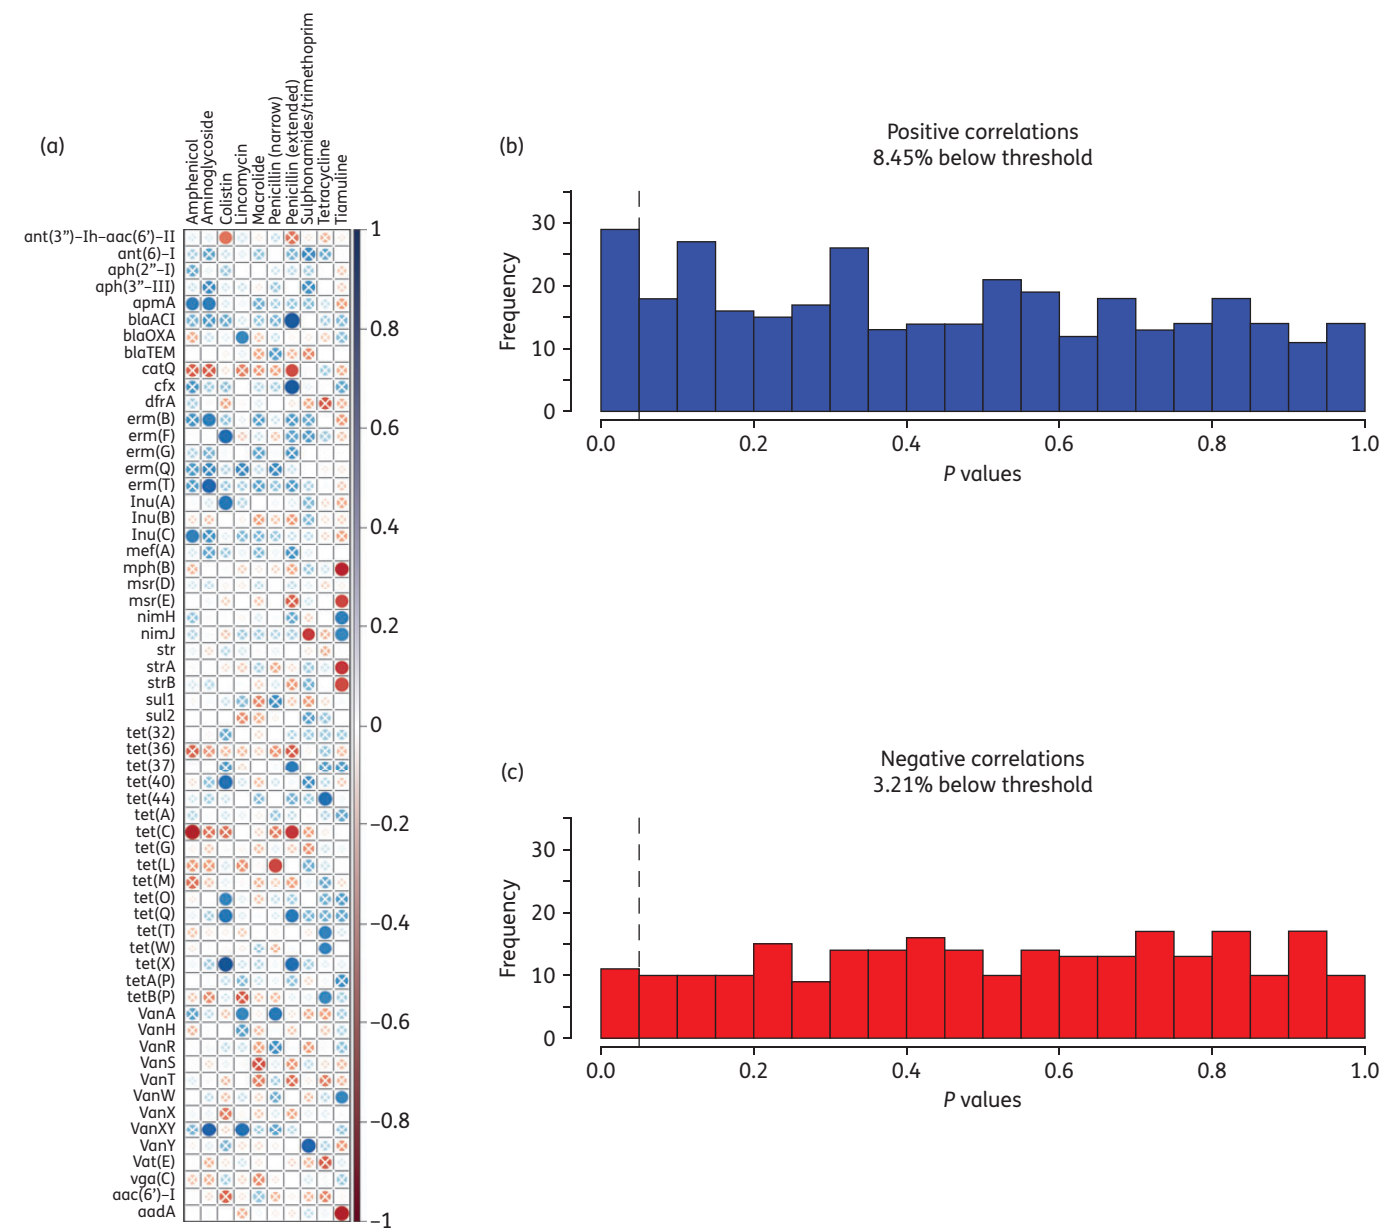 (a)
Amphenicol
Aminoglycoside
Colistin
Lincomycin
Macrolide
Penicillin (narrow)
Penicillin (extended)
Sulphonamides/trimethoprim
Tetracycline
Tiamuline
ant(3”)–Ih–aac(6’)–II
ant(6)–I
aph(2”–I)
aph(3”–III)
apmA
blaACI
blaOXA
blaTEM
catQ
cfx
dfrA
erm(B)
erm(F)
erm(G)
erm(Q)
erm(T)
Inu(A)
Inu(B)
Inu(C)
mef(A)
mph(B)
msr(D)
msr(E)
nimH
nimJ
str
strA
strB
sul1
sul2
tet(32)
tet(36)
tet(37)
tet(40)
tet(44)
tet(A)
tet(C)
tet(G)
tet(L)
tet(M)
tet(O)
tet(Q)
tet(T)
tet(W)
tet(X)
tetA(P)
tetB(P)
VanA
VanH
VanR
VanS
VanT
VanW
VanX
VanXY
VanY
Vat(E)
vga(C)
aac(6’)–I
aadA
1
0.8
0.6
0.4
0.2
0
–0.2
–0.4
–0.6
–0.8
–1
(b)
Positive correlations
8.45% below threshold
Frequency
30
20
10
0
0.0 0.2 0.4 0.6 0.8 1.0
P values
(c)
Negative correlations
3.21% below threshold
Frequency
30
20
10
0
0.0 0.2 0.4 0.6 0.8 1.0
P values